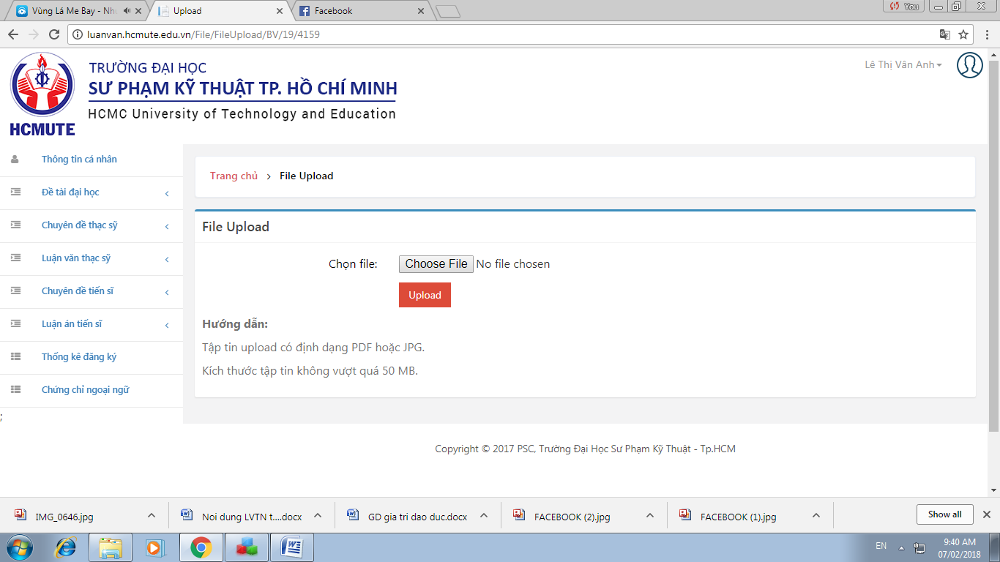 Vùng Lá Me Bay - Nh
Upload
Facebook
You
luanvan.hcmute.edu.vn/File/FileUpload/BV/19/4159
TRƯỜNG ĐẠI HỌC
SƯ PHẠM KỸ THUẬT TP. HỒ CHÍ MINH
HCMC University of Technology and Education
HCMUTE
Lê Thị Vân Anh
Thông tin cá nhân
Đề tài đại học
Chuyên đề thạc sỹ
Luận văn thạc sỹ
Chuyên đề tiến sĩ
Luận án tiến sĩ
Thống kê đăng ký
Chứng chỉ ngoại ngữ
;
Trang chủ > File Upload
File Upload
Chọn file: Choose File No file chosen
Upload
Hướng dẫn:
Tập tin upload có định dạng PDF hoặc JPG.
Kích thước tập tin không vượt quá 50 MB.
Copyright © 2017 PSC, Trường Đại Học Sư Phạm Kỹ Thuật - Tp.HCM
IMG_0646.jpg
Noi dung LVTN t....docx
GD gia tri dao duc.docx
FACEBOOK (2).jpg
FACEBOOK (1).jpg
Show all
EN
9:40 AM
07/02/2018